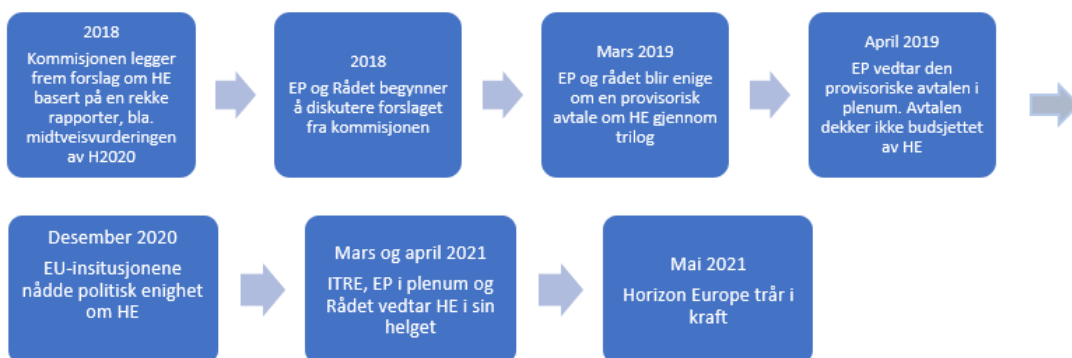 2018
Kommisjonen legger
frem forslag om HE
basert på en rekke
rapporter, bla.
midtveisvurderingen
av H2020
2018
EP og Rådet begynner
å diskutere forslaget
fra kommisjonen
Mars 2019
EP og rådet blir enige
om en provisorisk
avtale om HE gjennom
trilog
April 2019
EP vedtar den
provisoriske avtalen i
plenum. Avtalen
dekker ikke budsjettet
av HE
Desember 2020
EU-insitusjonene
nådde politisk enighet
om HE
Mars og april 2021
ITRE, EP i plenum og
Rådet vedtar HE i sin
helget
Mai 2021
Horizon Europe trår i
kraft